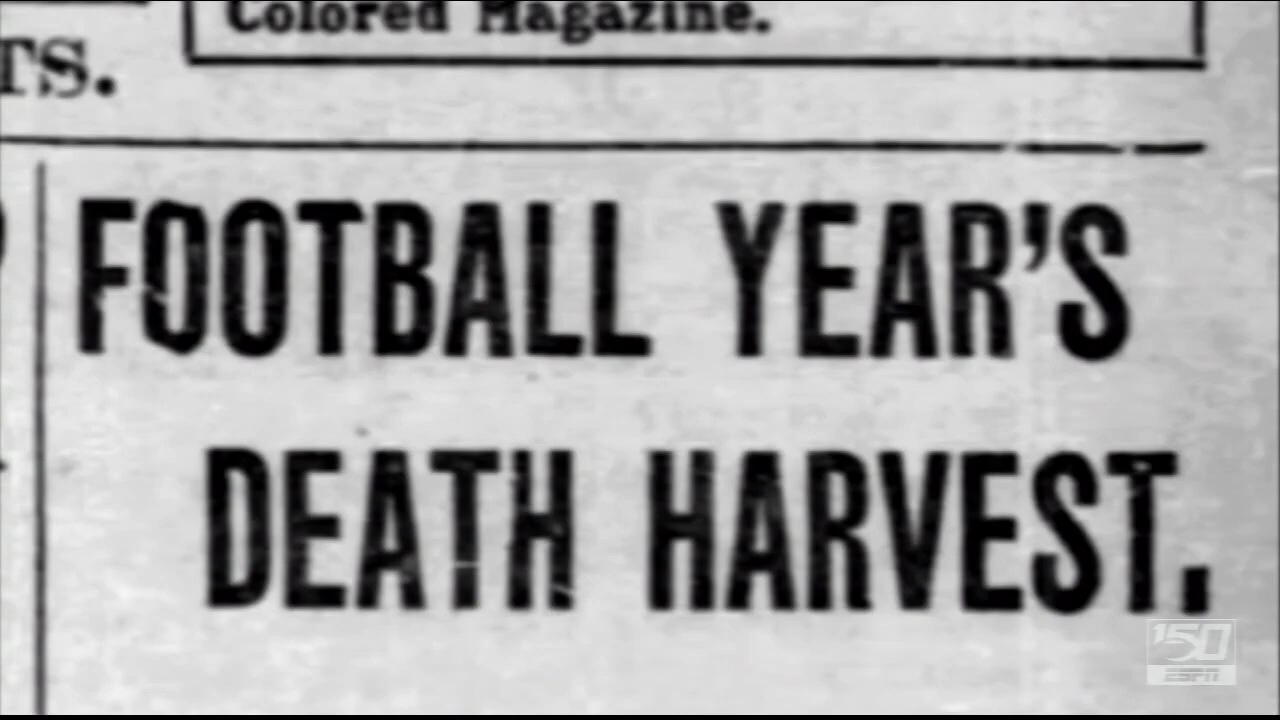 Colored Magazine.
TS.
FOOTBALL YEAR'S
DEATH HARVEST.
150
ESPN